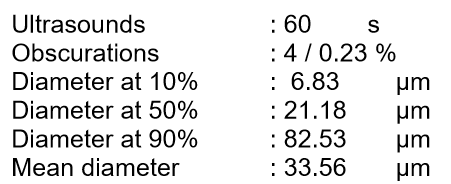 Ultrasounds : 60 s
Obscurations : 4 / 0.23 %
Diameter at 10% : 6.83 µm
Diameter at 50% : 21.18 µm
Diameter at 90% : 82.53 µm
Mean diameter : 33.56 µm